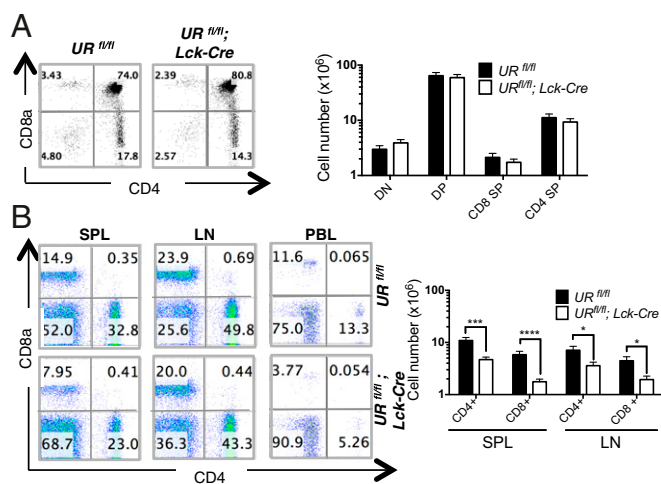 A
UR fl/fl
UR fl/fl;
Lck-Cre
3.43 74.0
4.80 17.8
2.39 80.8
2.57 14.3
CD8a
CD4
Cell number (x10⁶)
100
10
1
UR fl/fl
URfl/fl; Lck-Cre
DN
DP
CD8 SP
CD4 SP
B
SPL LN PBL
14.9 0.35
52.0 32.8
23.9 0.69
25.6 49.8
11.6 0.065
75.0 13.3
UR fl/fl
7.95 0.41
68.7 23.0
20.0 0.44
36.3 43.3
3.77 0.054
90.9 5.26
UR fl/fl ;
Lck-Cre
CD8a
CD4
Cell number (x10⁶)
100
10
1
UR fl/fl
URfl/fl; Lck-Cre
***
****
*
*
CD4+
CD8+
CD4+
CD8 +
SPL LN